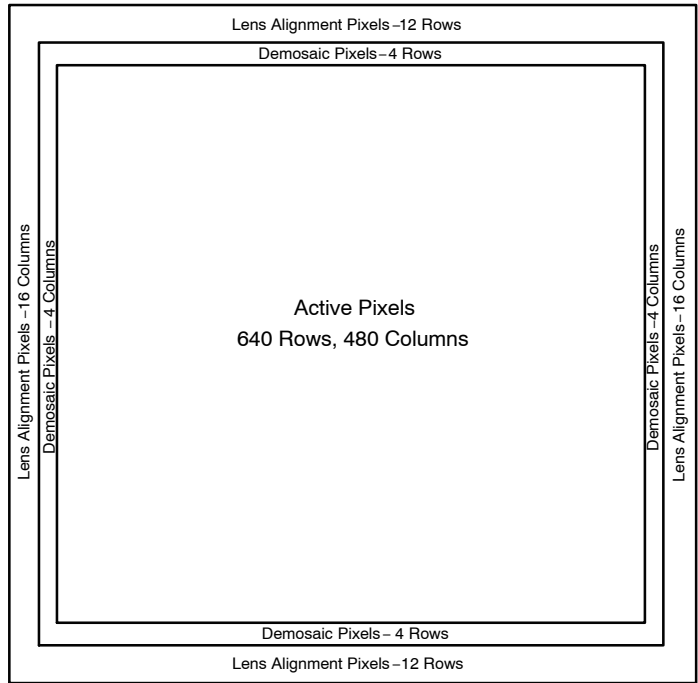 Lens Alignment Pixels–12 Rows
Demosaic Pixels–4 Rows
Lens Alignment Pixels –16 Columns
Demosaic Pixels – 4 Columns
Active Pixels
640 Rows, 480 Columns
Demosaic Pixels –4 Columns
Lens Alignment Pixels– 16 Columns
Demosaic Pixels– 4 Rows
Lens Alignment Pixels –12 Rows